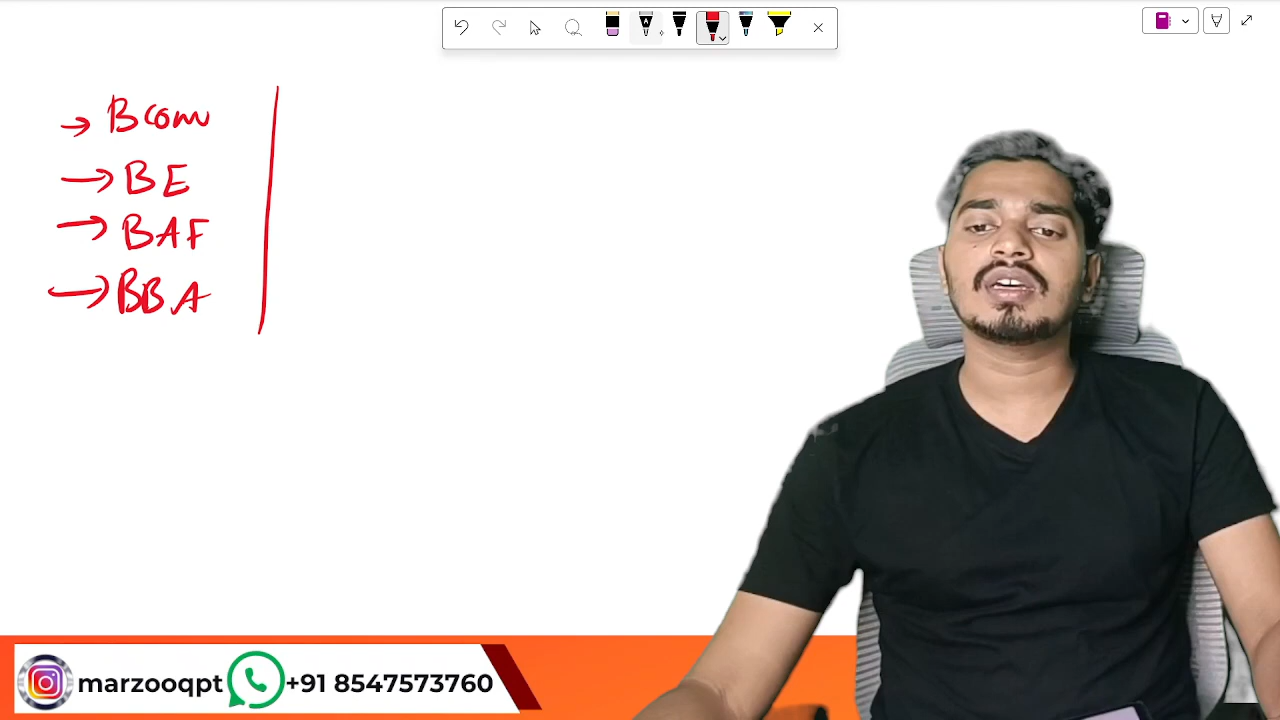 → Bcom
→ BE
→ BAF
→ BBA
marzooqpt +91 8547573760